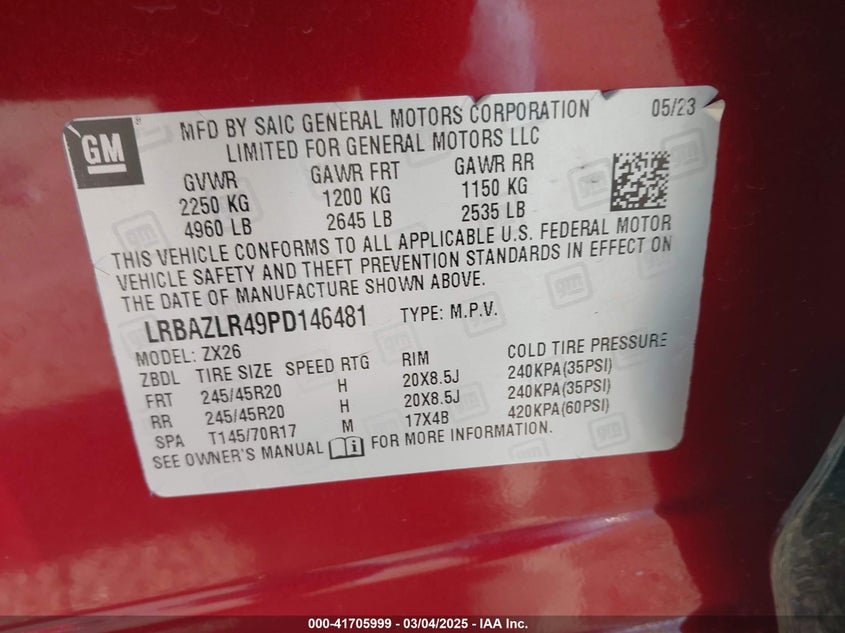 GM
MFD BY SAIC GENERAL MOTORS CORPORATION 05/23
LIMITED FOR GENERAL MOTORS LLC
GVWR GAWR FRT GAWR RR
2250 KG 1200 KG 1150 KG
4960 LB 2645 LB 2535 LB
THIS VEHICLE CONFORMS TO ALL APPLICABLE U.S. FEDERAL MOTOR
VEHICLE SAFETY AND THEFT PREVENTION STANDARDS IN EFFECT ON
THE DATE OF MANUFACTURE SHOWN ABOVE.
LRBAZLR49PD146481 TYPE: M.P.V.
MODEL: ZX26
ZBDL TIRE SIZE SPEED RTG RIM COLD TIRE PRESSURE
FRT 245/45R20 H 20X8.5J 240KPA(35PSI)
RR 245/45R20 H 20X8.5J 240KPA(35PSI)
SPA T145/70R17 M 17X4B 420KPA(60PSI)
SEE OWNER'S MANUAL FOR MORE INFORMATION.
000-41705999 — 03/04/2025 — IAA Inc.